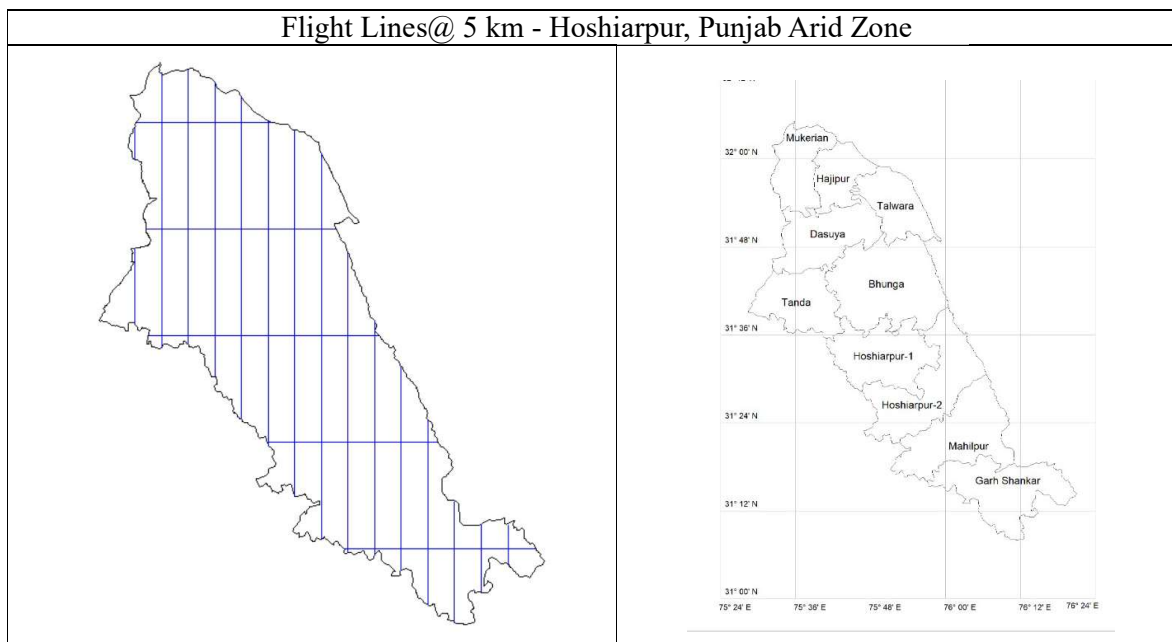 Flight Lines@ 5 km - Hoshiarpur, Punjab Arid Zone
Mukerian
32° 00' N
Hajipur
Talwara
Dasuya
31° 48' N
Bhunga
Tanda
31° 36' N
Hoshiarpur-1
Hoshiarpur-2
31° 24' N
Mahilpur
Garh Shankar
31° 12' N
31° 00' N
75° 24' E 75° 36' E 75° 48' E 76° 00' E 76° 12' E 76° 24' E